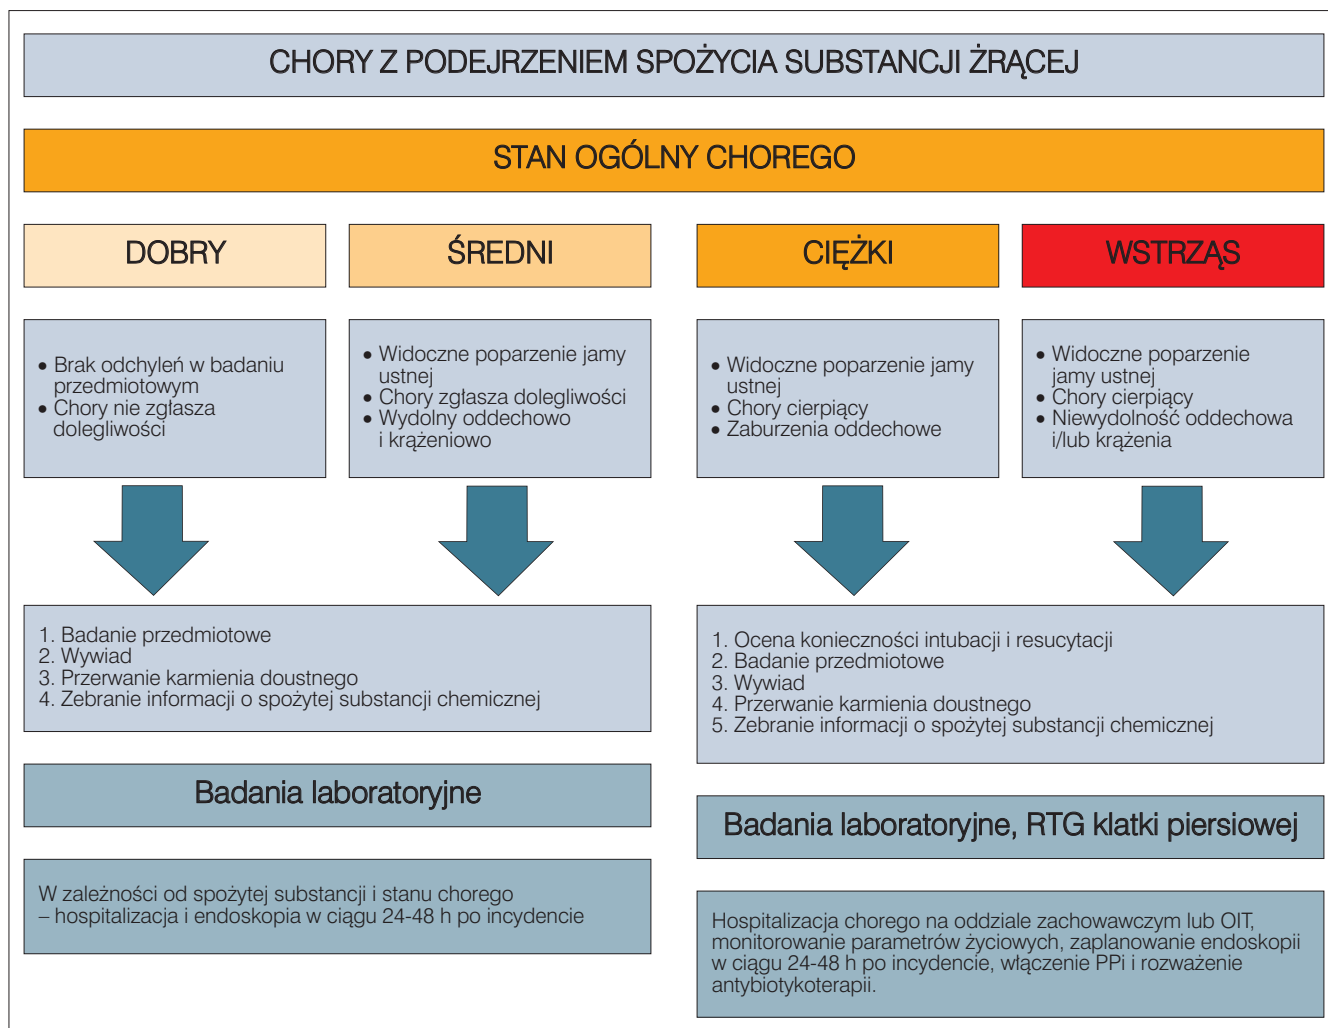 CHORY Z PODEJRZENIEM SPOŻYCIA SUBSTANCJI ŻRĄCEJ
STAN OGÓLNY CHOREGO
DOBRY
ŚREDNI
CIĘŻKI
WSTRZĄS
• Brak odchyleń w badaniu
przedmiotowym
• Chory nie zgłasza
dolegliwości
• Widoczne poparzenie jamy
ustnej
• Chory zgłasza dolegliwości
• Wydolny oddechowo
i krążeniowo
• Widoczne poparzenie jamy
ustnej
• Chory cierpiący
• Zaburzenia oddechowe
• Widoczne poparzenie
jamy ustnej
• Chory cierpiący
• Niewydolność oddechowa
i/lub krążenia
1. Badanie przedmiotowe
2. Wywiad
3. Przerwanie karmienia doustnego
4. Zebranie informacji o spożytej substancji chemicznej
Badania laboratoryjne
W zależności od spożytej substancji i stanu chorego
– hospitalizacja i endoskopia w ciągu 24-48 h po incydencie
1. Ocena konieczności intubacji i resucytacji
2. Badanie przedmiotowe
3. Wywiad
4. Przerwanie karmienia doustnego
5. Zebranie informacji o spożytej substancji chemicznej
Badania laboratoryjne, RTG klatki piersiowej
Hospitalizacja chorego na oddziale zachowawczym lub OIT,
monitorowanie parametrów życiowych, zaplanowanie endoskopii
w ciągu 24-48 h po incydencie, włączenie PPi i rozważenie
antybiotykoterapii.